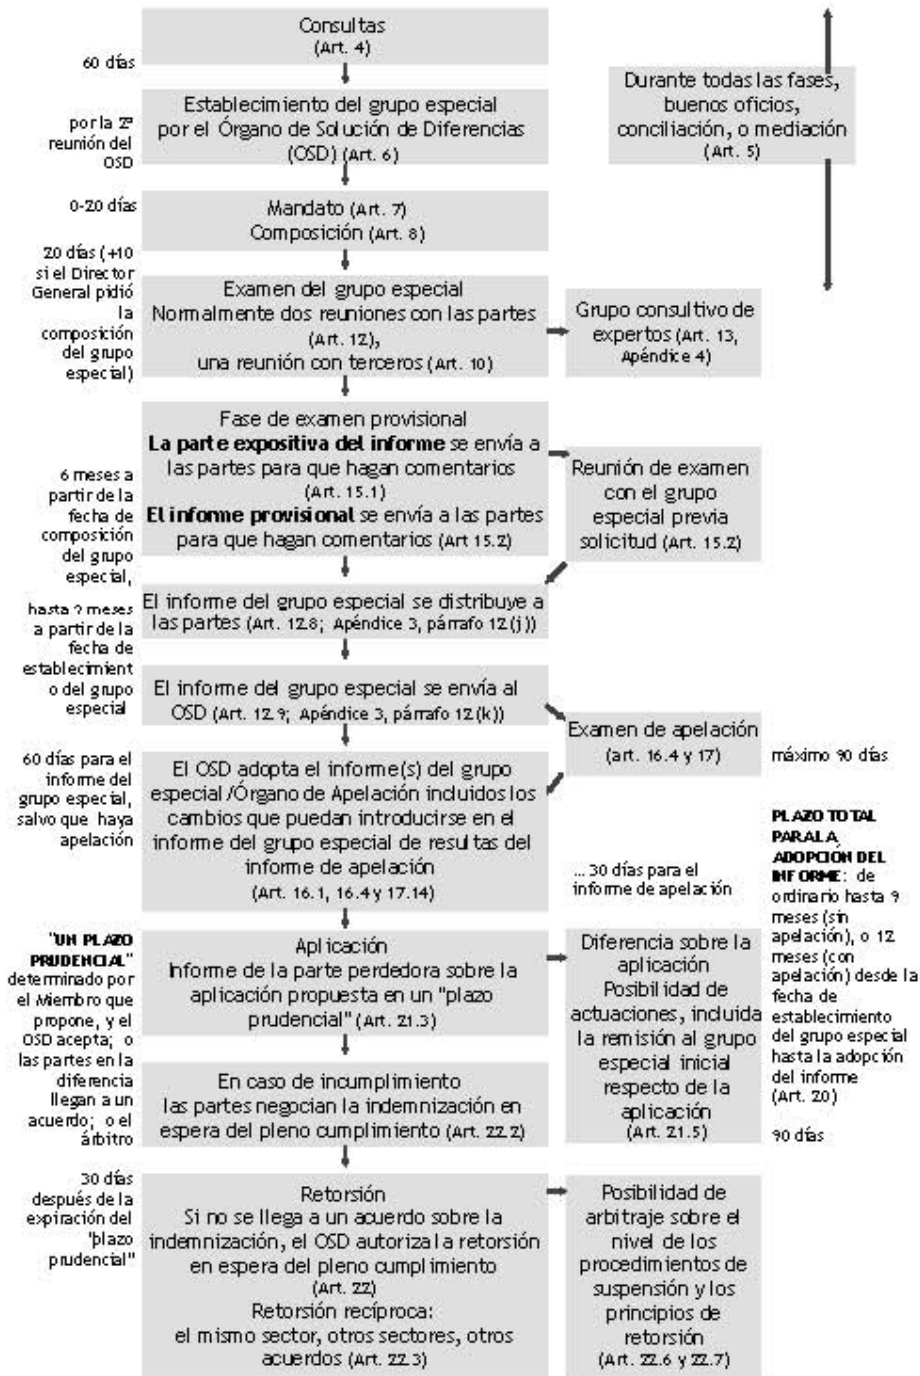 Consultas
(Art. 4)
60 días
Durante todas las fases,
buenos oficios,
conciliación, o mediación
(Art. 5)
Establecimiento del grupo especial
por el Órgano de Solución de Diferencias
(OSD) (Art. 6)
por la 2ª
reunión del
OSD
0-20 días
Mandato (Art. 7)
Composición (Art. 8)
20 días (+10
si el Director
General pidió
la
composición
del grupo
especial)
Examen del grupo especial
Normalmente dos reuniones con las partes
(Art. 12),
una reunión con terceros (Art. 10)
Grupo consultivo de
expertos (Art. 13,
Apéndice 4)
Fase de examen provisional
La parte expositiva del informe se envía a
las partes para que hagan comentarios
(Art. 15.1)
El informe provisional se envía a las partes
para que hagan comentarios (Art 15.2)
Reunión de examen
con el grupo
especial previa
solicitud (Art. 15.2)
6 meses a
partir de la
fecha de
composición
del grupo
especial,
hasta 9 meses
a partir de la
fecha de
establecimient
o del grupo
especial
El informe del grupo especial se distribuye a
las partes (Art. 12.8; Apéndice 3, párrafo 12(j))
El informe del grupo especial se envía al
OSD (Art. 12.9; Apéndice 3, párrafo 12(k))
Examen de apelación
(art. 16.4 y 17)
máximo 90 días
60 días para el
informe del
grupo especial,
salvo que haya
apelación
El OSD adopta el informe(s) del grupo
especial/Órgano de Apelación incluidos los
cambios que puedan introducirse en el
informe del grupo especial de resultas del
informe de apelación
(Art. 16.1, 16.4 y 17.14)
... 30 días para el
informe de apelación
PLAZO TOTAL
PARA LA
ADOPCIÓN DEL
INFORME: de
ordinario hasta 9
meses (sin
apelación), o 12
meses (con
apelación) desde la
fecha de
establecimiento
del grupo especial
hasta la adopción
del informe
(Art. 20)
90 días
"UN PLAZO
PRUDENCIAL"
determinado por
el Miembro que
propone, y el
OSD acepta; o
las partes en la
diferencia
llegan a un
acuerdo; o el
árbitro
Aplicación
Informe de la parte perdedora sobre la
aplicación propuesta en un "plazo
prudencial" (Art. 21.3)
Diferencia sobre la
aplicación
Posibilidad de
actuaciones, incluida
la remisión al grupo
especial inicial
respecto de la
aplicación
(Art. 21.5)
En caso de incumplimiento
las partes negocian la indemnización en
espera del pleno cumplimiento (Art. 22.2)
30 días
después de la
expiración del
"plazo
prudencial"
Retorsión
Si no se llega a un acuerdo sobre la
indemnización, el OSD autoriza la retorsión
en espera del pleno cumplimiento
(Art. 22)
Retorsión recíproca:
el mismo sector, otros sectores, otros
acuerdos (Art. 22.3)
Posibilidad de
arbitraje sobre el
nivel de los
procedimientos de
suspensión y los
principios de
retorsión
(Art. 22.6 y 22.7)